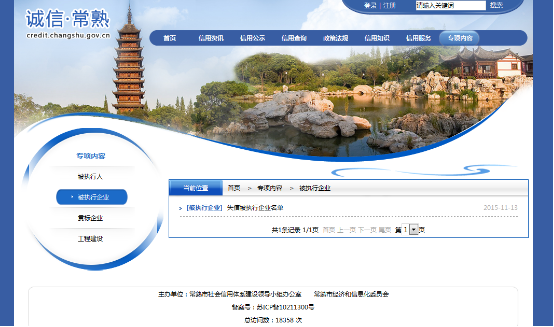 登录 | 注册 请输入关键词 搜索
诚信·常熟
credit.changshu.gov.cn
首页 信用资讯 信用公示 信用查询 政策法规 信用知识 信用服务 专项内容
专项内容
被执行人
> 被执行企业
贯标企业
工程建设
当前位置 首页 > 专项内容 > 被执行企业
> [被执行企业] 失信被执行企业名单 2015-11-15
共1条记录 1/1页 首页 上一页 下一页 尾页 第 1 页
主办单位：常熟市社会信用体系建设领导小组办公室 常熟市经济和信息化委员会
备案号：苏ICP备10211300号
总访问数：18358 次